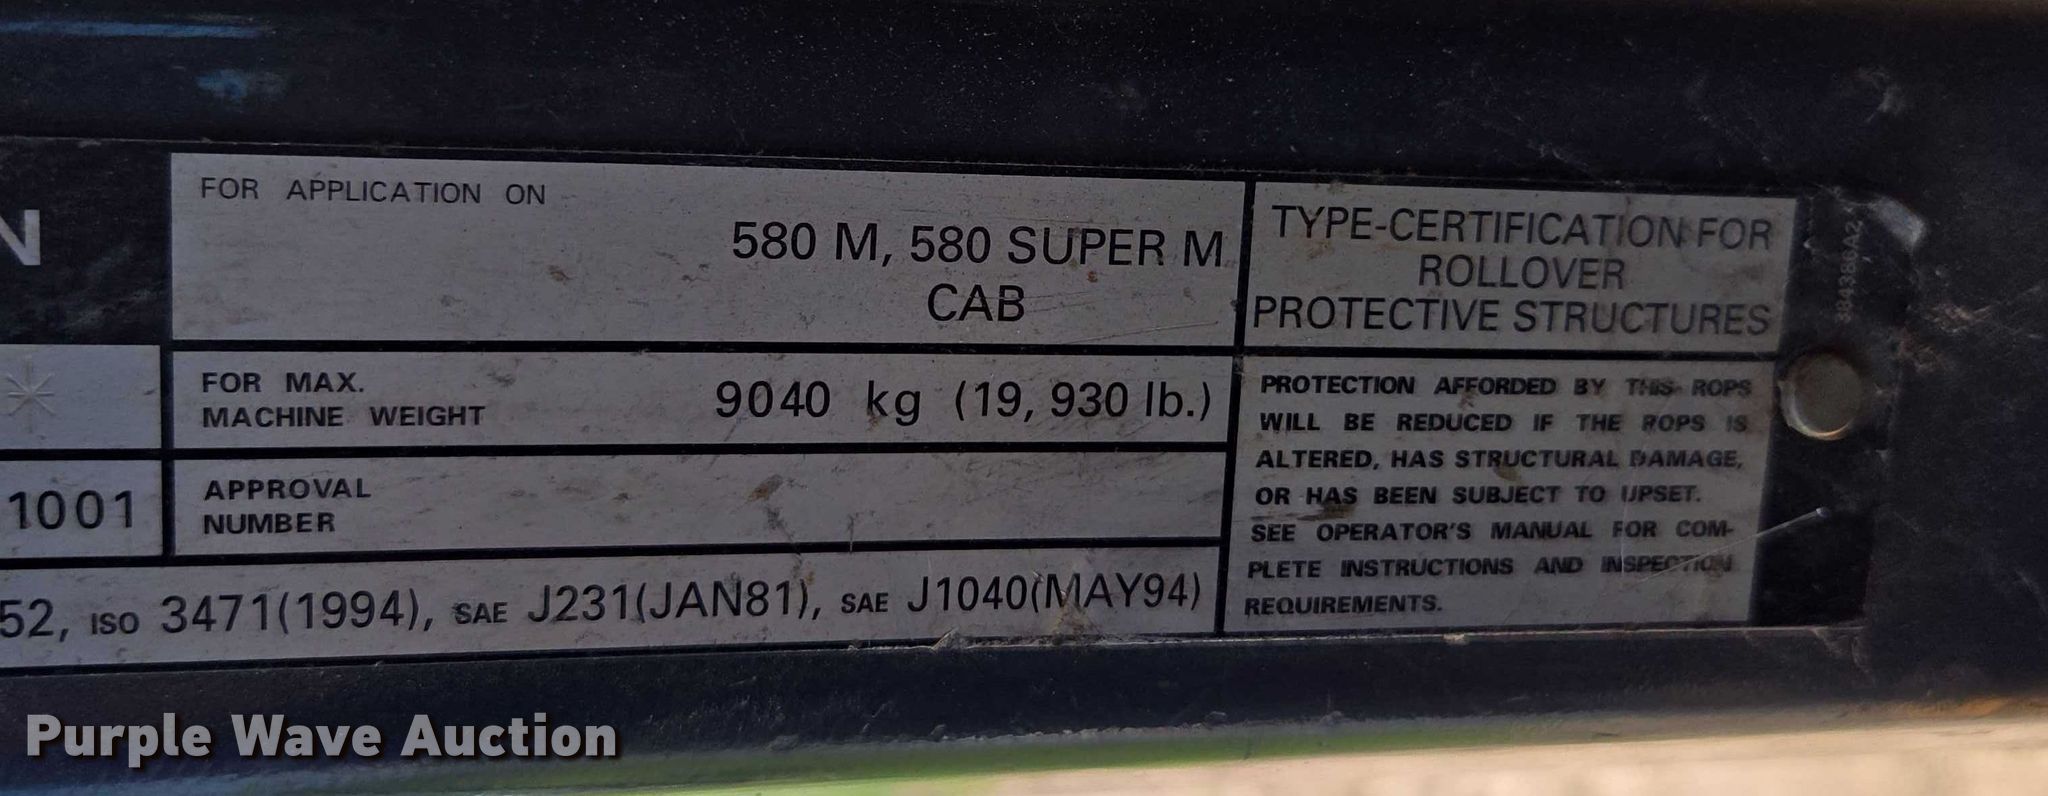 N
FOR APPLICATION ON
580 M, 580 SUPER M
CAB
TYPE-CERTIFICATION FOR
ROLLOVER
PROTECTIVE STRUCTURES
FOR MAX.
MACHINE WEIGHT
9040 kg (19, 930 lb.)
1001
APPROVAL
NUMBER
52, ISO 3471(1994), SAE J231(JAN81), SAE J1040(MAY94)
PROTECTION AFFORDED BY THIS ROPS
WILL BE REDUCED IF THE ROPS IS
ALTERED, HAS STRUCTURAL DAMAGE,
OR HAS BEEN SUBJECT TO UPSET.
SEE OPERATOR'S MANUAL FOR COM-
PLETE INSTRUCTIONS AND INSPECTION
REQUIREMENTS.
Purple Wave Auction